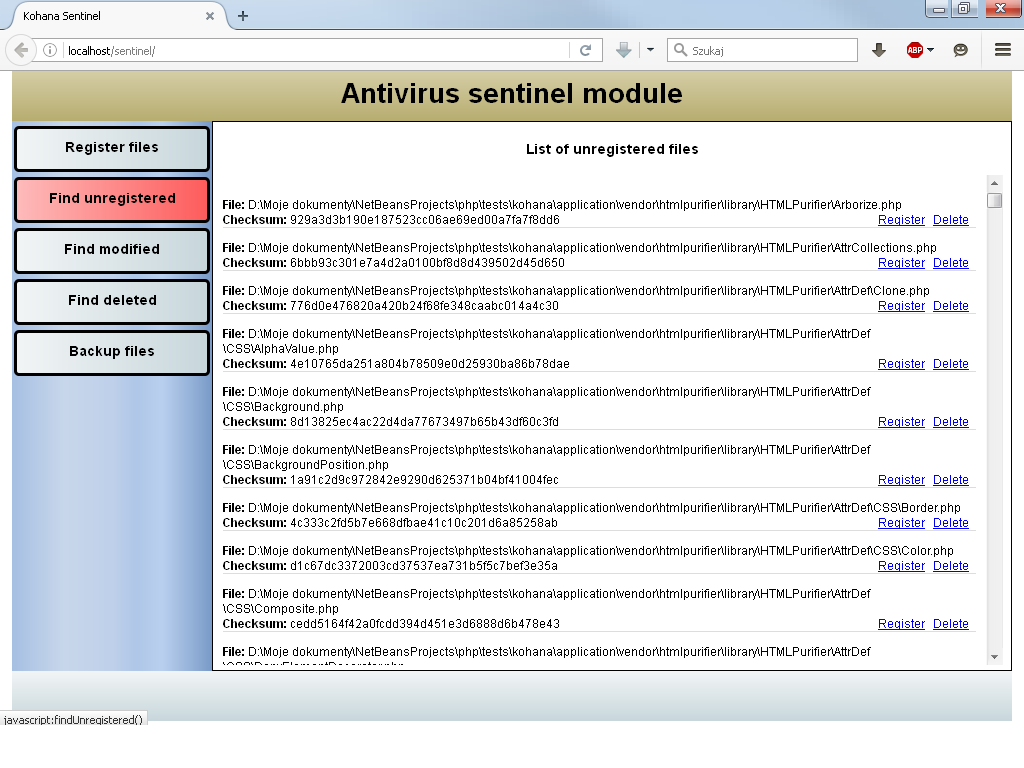 Kohana Sentinel
localhost/sentinel/
Szukaj
ABP
Antivirus sentinel module
Register files
Find unregistered
Find modified
Find deleted
Backup files
List of unregistered files
File: D:\Moje dokumenty\NetBeansProjects\php\tests\kohana\application\vendor\htmlpurifier\library\HTMLPurifier\Arborize.php
Checksum: 929a3d3b190e187523cc06ae69ed00a7fa7f8dd6 Register Delete
File: D:\Moje dokumenty\NetBeansProjects\php\tests\kohana\application\vendor\htmlpurifier\library\HTMLPurifier\AttrCollections.php
Checksum: 6bbb93c301e7a4d2a0100bf8d8d439502d45d650 Register Delete
File: D:\Moje dokumenty\NetBeansProjects\php\tests\kohana\application\vendor\htmlpurifier\library\HTMLPurifier\AttrDef\Clone.php
Checksum: 776d0e476820a420b24f68fe348caabc014a4c30 Register Delete
File: D:\Moje dokumenty\NetBeansProjects\php\tests\kohana\application\vendor\htmlpurifier\library\HTMLPurifier\AttrDef
\CSS\AlphaValue.php
Checksum: 4e10765da251a804b78509e0d25930ba86b78dae Register Delete
File: D:\Moje dokumenty\NetBeansProjects\php\tests\kohana\application\vendor\htmlpurifier\library\HTMLPurifier\AttrDef
\CSS\Background.php
Checksum: 8d13825ec4ac22d4da77673497b65b43df60c3fd Register Delete
File: D:\Moje dokumenty\NetBeansProjects\php\tests\kohana\application\vendor\htmlpurifier\library\HTMLPurifier\AttrDef
\CSS\BackgroundPosition.php
Checksum: 1a91c2d9c972842e9290d625371b04bf41004fec Register Delete
File: D:\Moje dokumenty\NetBeansProjects\php\tests\kohana\application\vendor\htmlpurifier\library\HTMLPurifier\AttrDef\CSS\Border.php
Checksum: 4c333c2fd5b7e668dfbae41c10c201d6a85258ab Register Delete
File: D:\Moje dokumenty\NetBeansProjects\php\tests\kohana\application\vendor\htmlpurifier\library\HTMLPurifier\AttrDef\CSS\Color.php
Checksum: d1c67dc3372003cd37537ea731b5f5c7bef3e35a Register Delete
File: D:\Moje dokumenty\NetBeansProjects\php\tests\kohana\application\vendor\htmlpurifier\library\HTMLPurifier\AttrDef
\CSS\Composite.php
Checksum: cedd5164f42a0fcdd394d451e3d6888d6b478e43 Register Delete
File: D:\Moje dokumenty\NetBeansProjects\php\tests\kohana\application\vendor\htmlpurifier\library\HTMLPurifier\AttrDef
\CSS\DenyElementDecorator.php
javascript:findUnregistered()